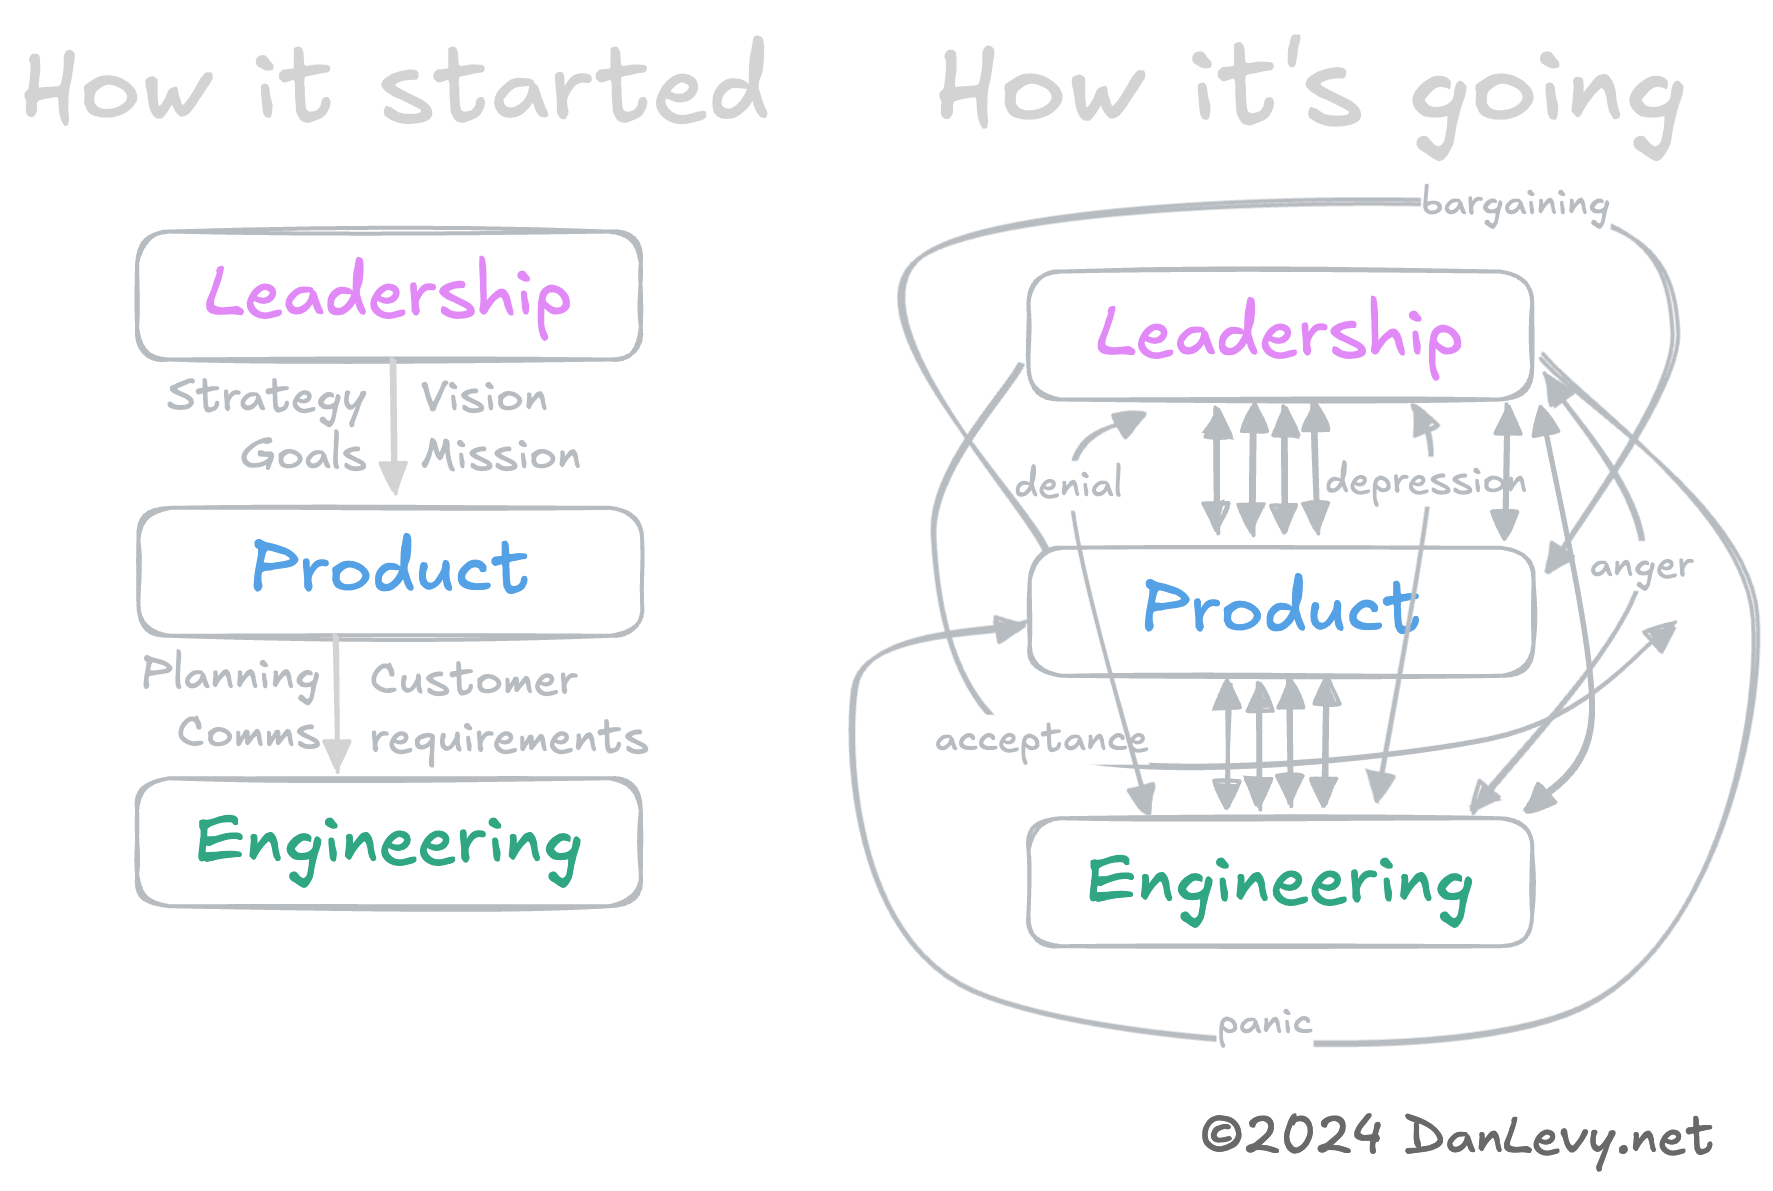 How it started
Leadership
Strategy Vision
Goals Mission
Product
Planning Customer
Comms requirements
Engineering
How it's going
bargaining
Leadership
denial depression
anger
Product
acceptance
Engineering
panic
©2024 DanLevy.net